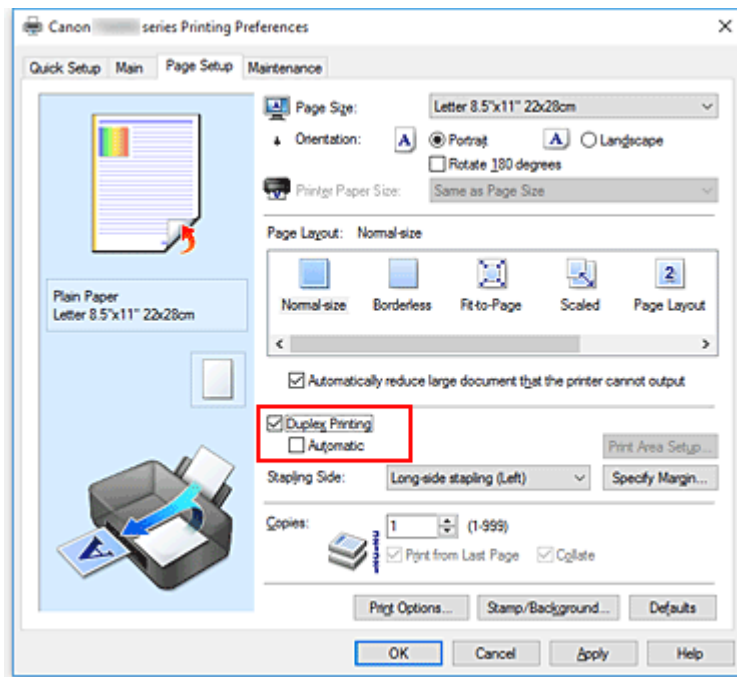 Canon series Printing Preferences
Quick Setup Main Page Setup Maintenance
Page Size: Letter 8.5"x11" 22x28cm
Orientation: A Portrait A Landscape
Rotate 180 degrees
Printer Paper Size: Same as Page Size
Page Layout: Normal-size
Normal-size Borderless Fit-to-Page Scaled 2 Page Layout
Plain Paper
Letter 8.5"x11" 22x28cm
Automatically reduce large document that the printer cannot output
Duplex Printing
Automatic
Print Area Setup...
Stapling Side: Long-side stapling (Left) Specify Margin...
Copies: 1 (1-999)
Print from Last Page Collate
A
Print Options... Stamp/Background... Defaults
OK Cancel Apply Help